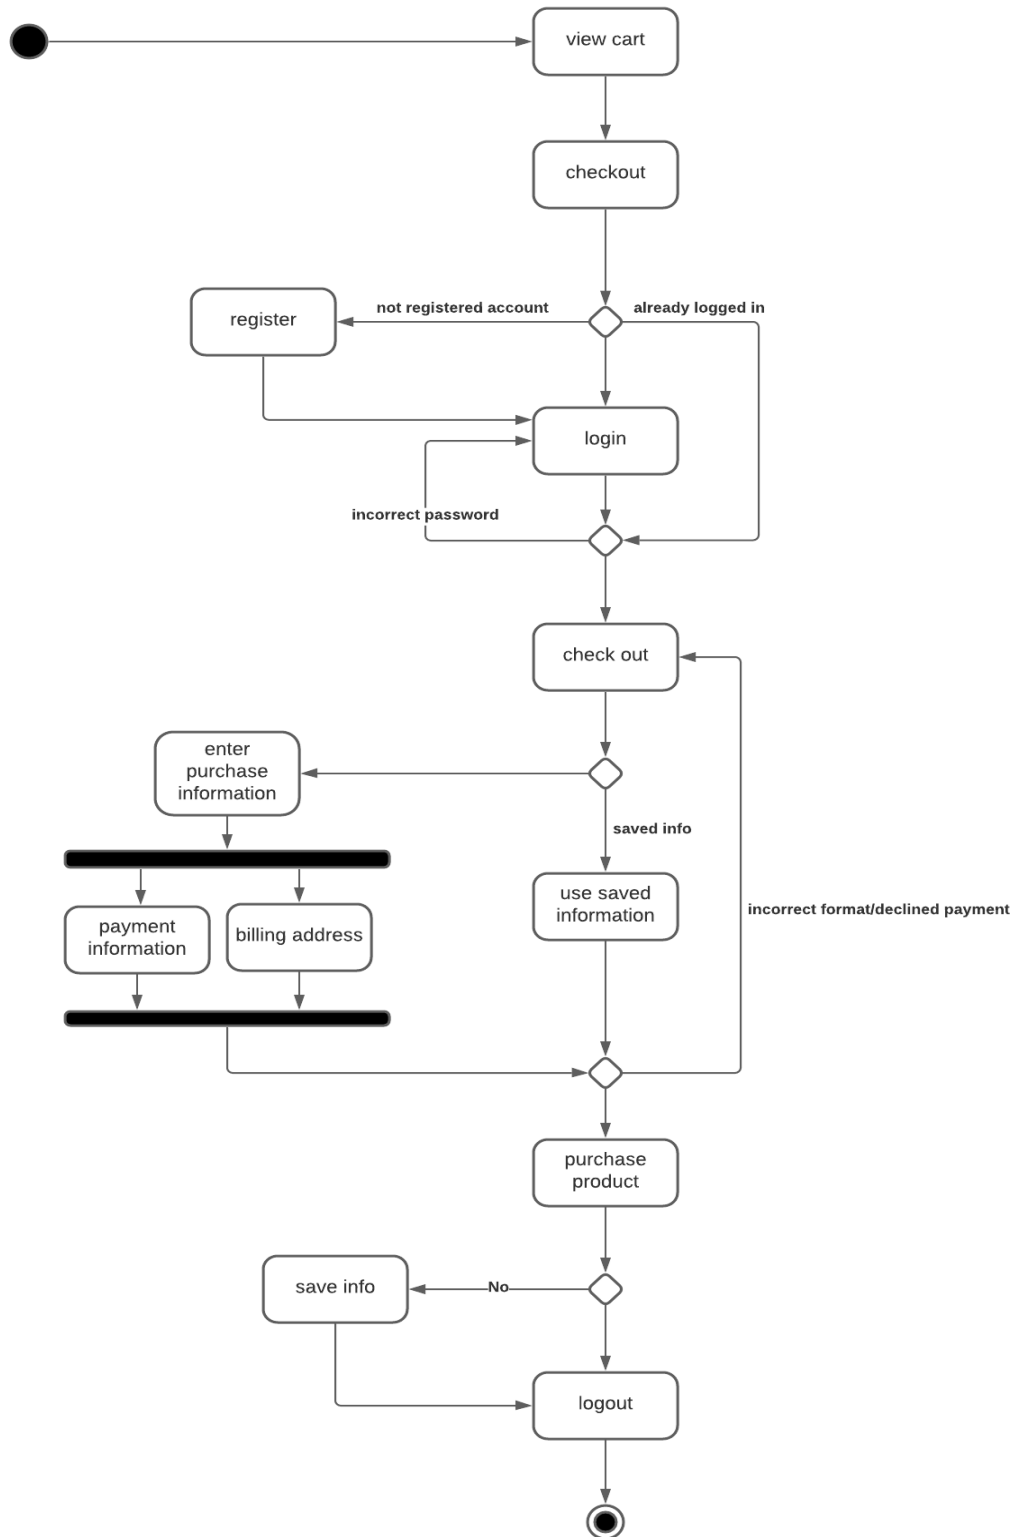 view cart
checkout
not registered account
already logged in
register
login
incorrect password
check out
enter
purchase
information
saved info
use saved
information
incorrect format/declined payment
payment
information
billing address
purchase
product
save info
No
logout